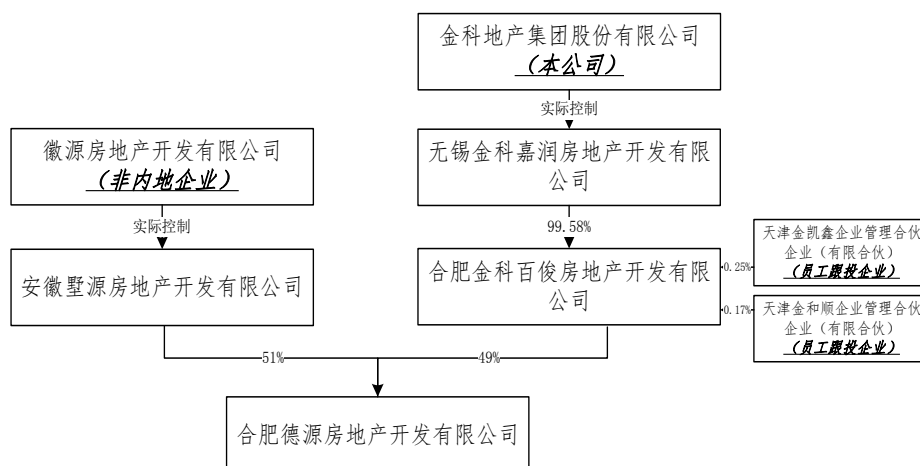 金科地产集团股份有限公司
（本公司）
实际控制
徽源房地产开发有限公司
（非内地企业）
无锡金科嘉润房地产开发有限
公司
实际控制
99.58%
安徽墅源房地产开发有限公司
合肥金科百俊房地产开发有限
公司
0.25%
天津金凯鑫企业管理合伙
企业（有限合伙）
（员工跟投企业）
0.17%
天津金和顺企业管理合伙
企业（有限合伙）
（员工跟投企业）
51%
49%
合肥德源房地产开发有限公司